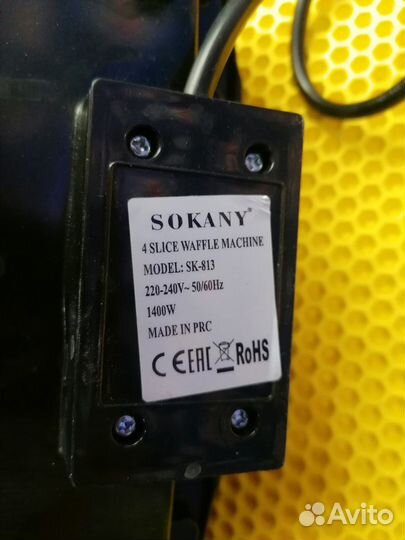 SOKANY®
4 SLICE WAFFLE MACHINE
MODEL: SK-813
220-240V~ 50/60Hz
1400W
MADE IN PRC
CE EAC RoHS
Avito